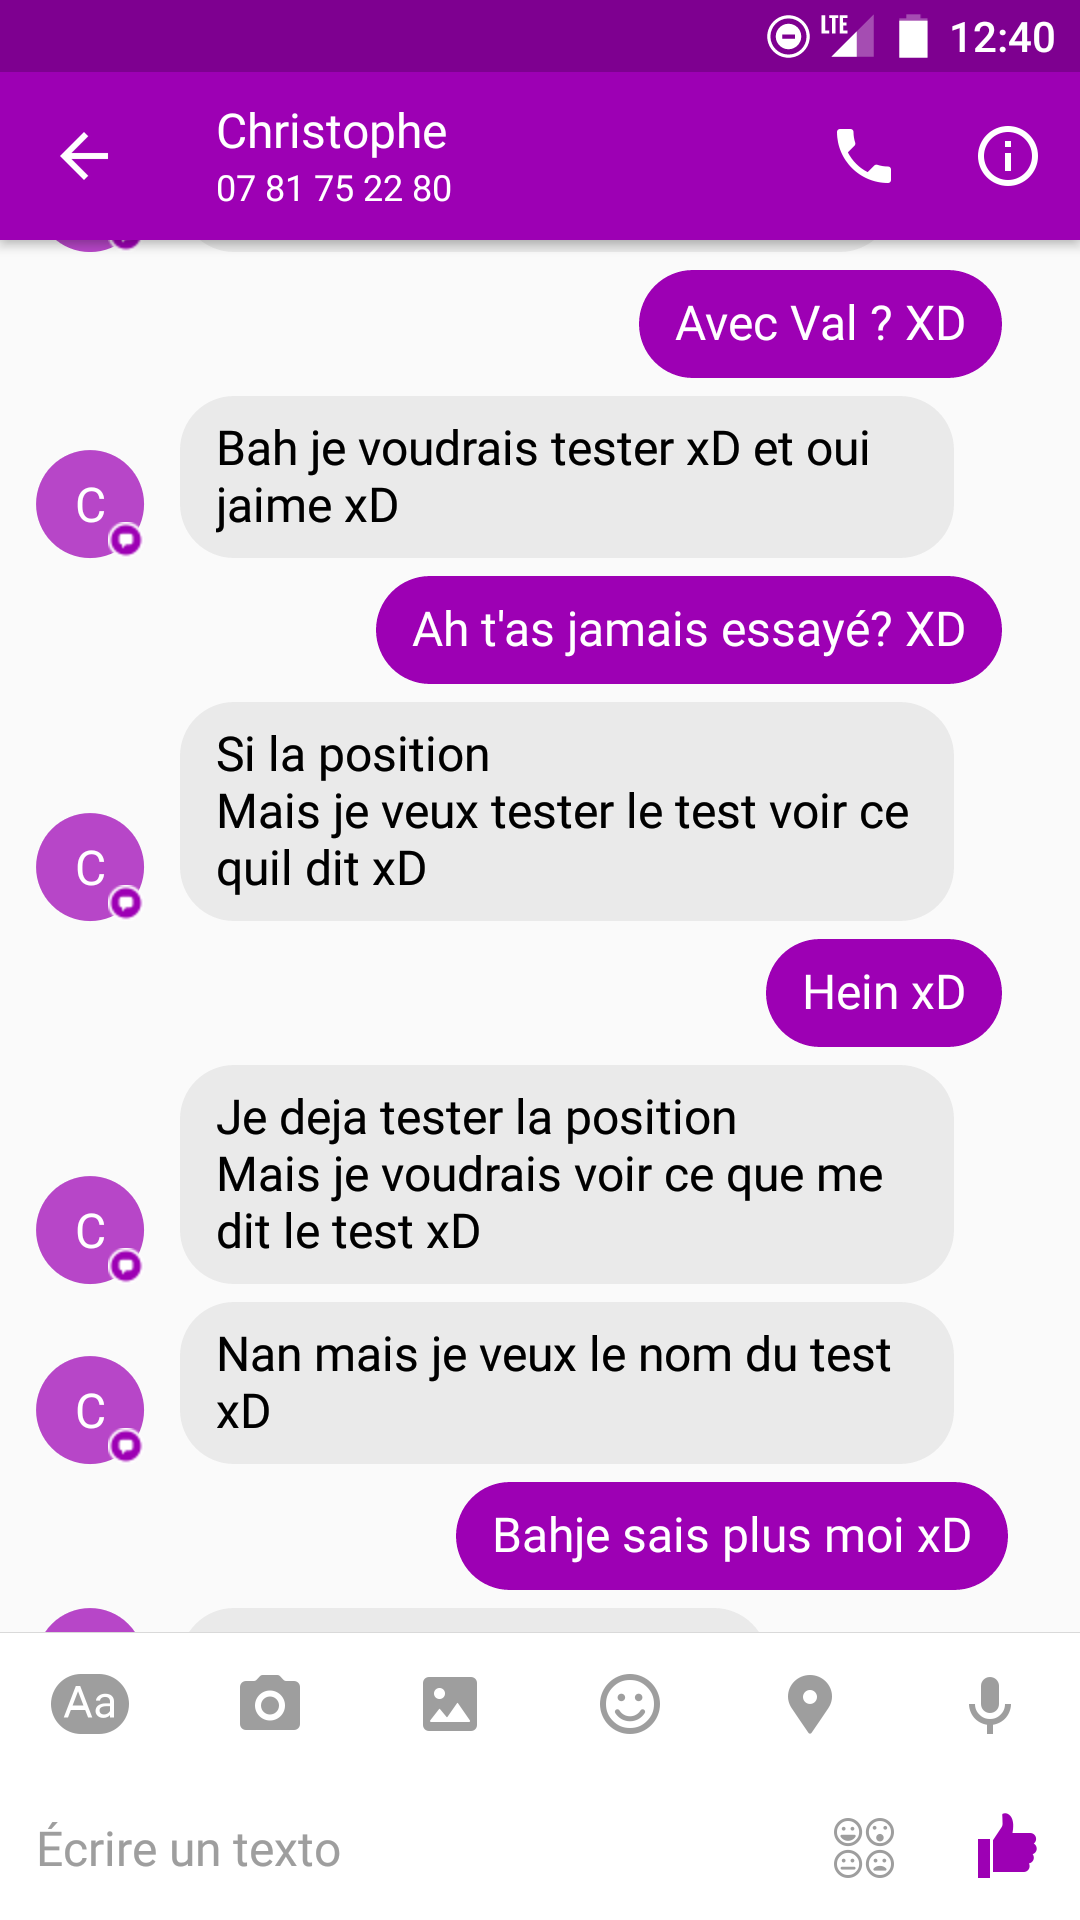 LTE 12:40
Christophe
07 81 75 22 80
Avec Val ? XD
Bah je voudrais tester xD et oui
jaime xD
C
Ah t'as jamais essayé? XD
Si la position
Mais je veux tester le test voir ce
quil dit xD
C
Hein xD
Je deja tester la position
Mais je voudrais voir ce que me
dit le test xD
C
Nan mais je veux le nom du test
xD
C
Bahje sais plus moi xD
Aa
Écrire un texto